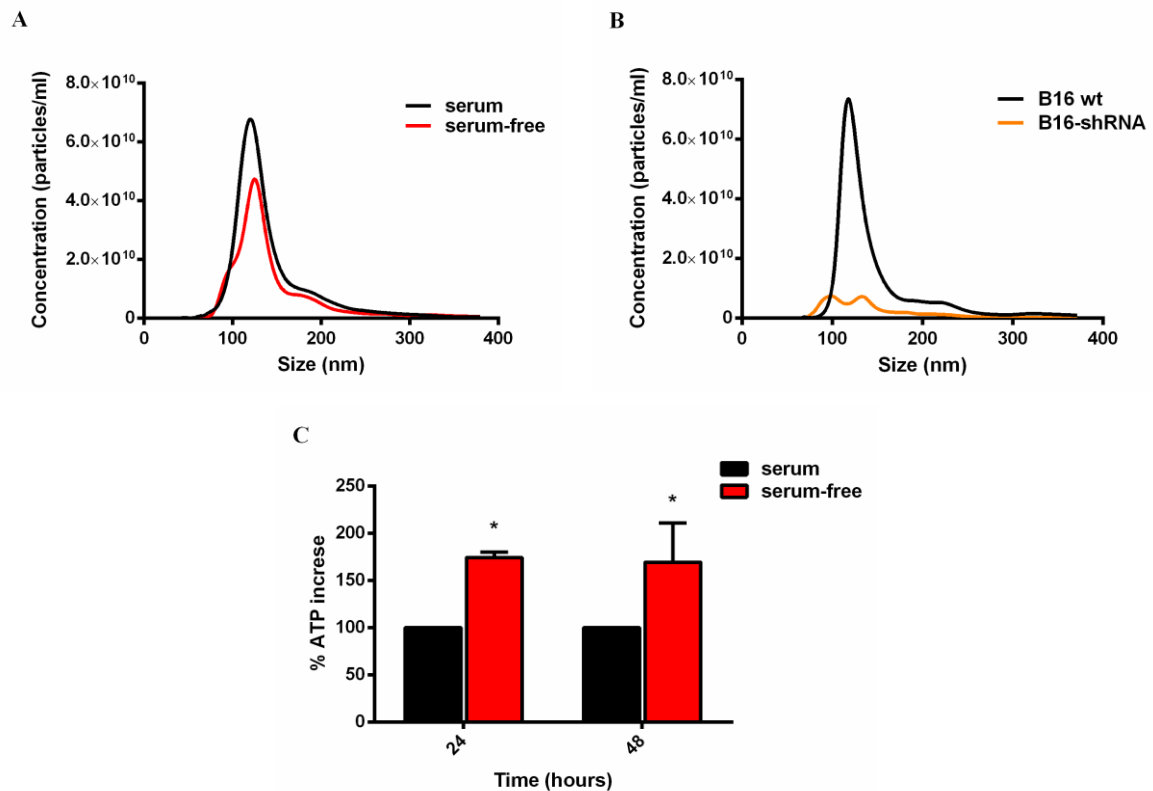 A
Concentration (particles/ml)
8.0×10¹⁰
6.0×10¹⁰
4.0×10¹⁰
2.0×10¹⁰
0
0 100 200 300 400
Size (nm)
serum
serum-free
B
Concentration (particles/ml)
8.0×10¹⁰
6.0×10¹⁰
4.0×10¹⁰
2.0×10¹⁰
0
0 100 200 300 400
Size (nm)
B16 wt
B16-shRNA
C
% ATP increse
250
200
150
100
50
0
* *
24 48
Time (hours)
serum
serum-free